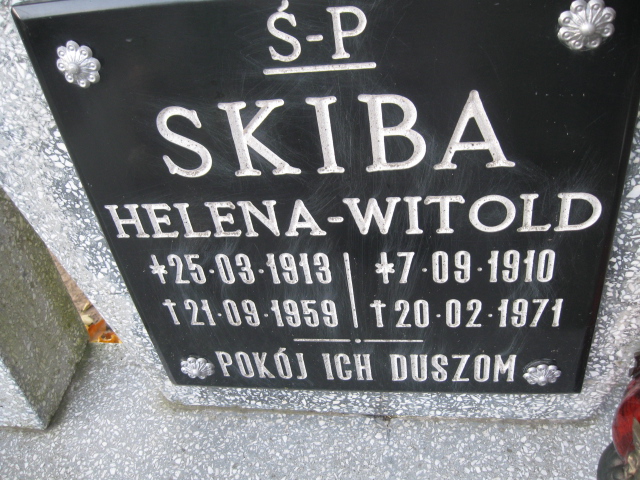 Ś-P
SKIBA
HELENA-WITOLD
*25·03·1913 *7·09·1910
†21·09·1959 †20·02·1971
POKÓJ ICH DUSZOM